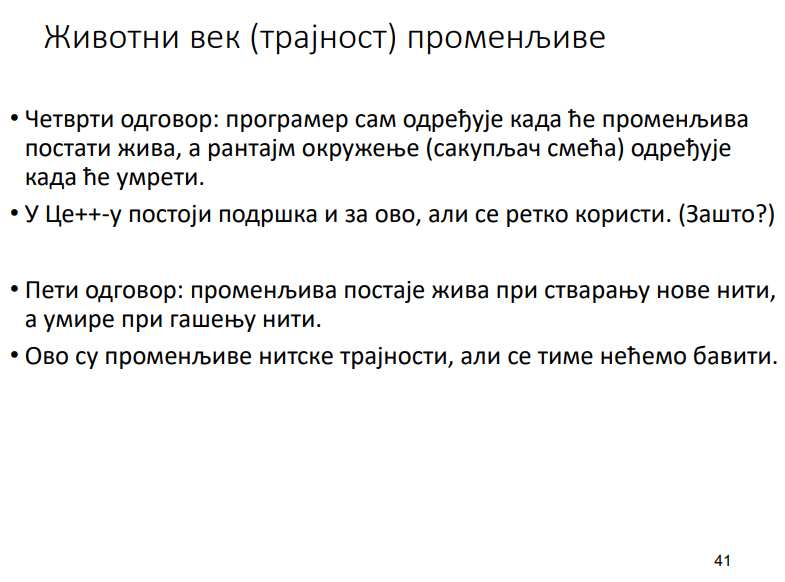 Животни век (трајност) променљиве
• Четврти одговор: програмер сам одређује када ће променљива
постати жива, а рантајм окружење (сакупљач смећа) одређује
када ће умрети.
• У Це++-у постоји подршка и за ово, али се ретко користи. (Зашто?)
• Пети одговор: променљива постаје жива при стварању нове нити,
а умире при гашењу нити.
• Ово су променљиве нитске трајности, али се тиме нећемо бавити.
41